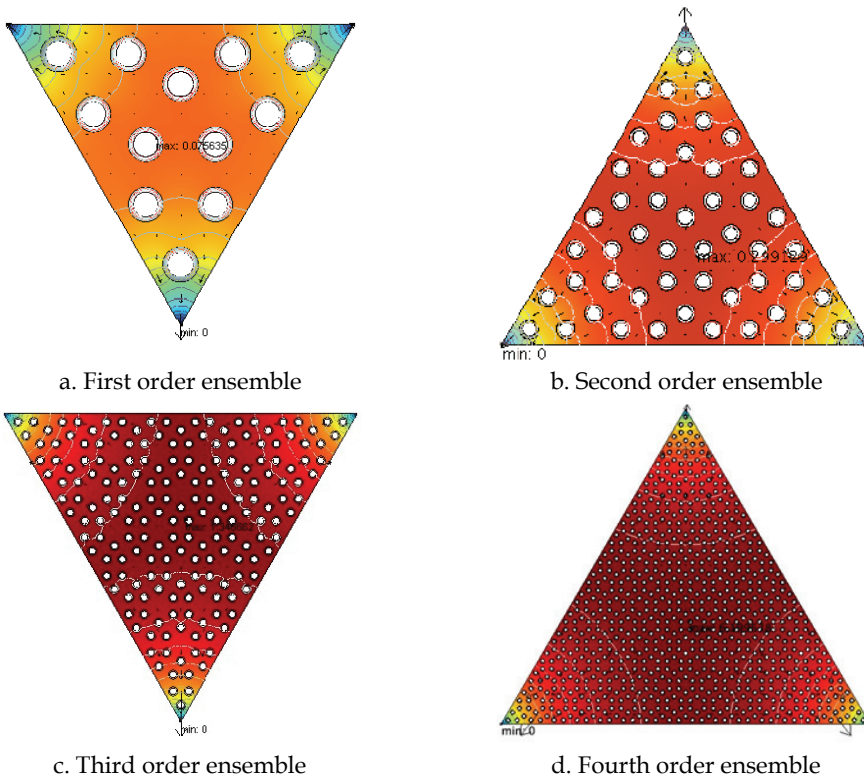 max: 0.075635
min: 0
a. First order ensemble
max: 0.299129
min: 0
b. Second order ensemble
min: 0
c. Third order ensemble
min: 0
d. Fourth order ensemble